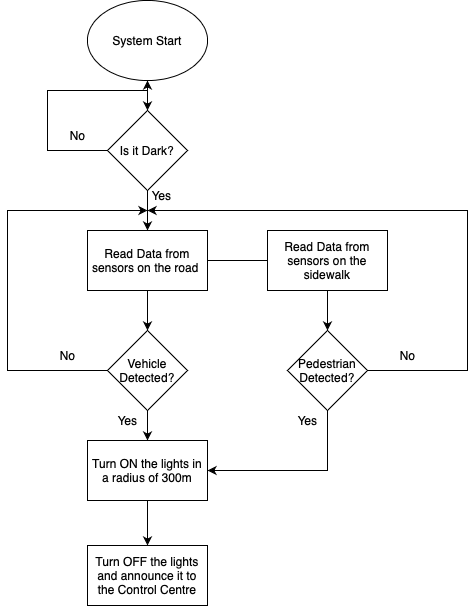 System Start
No
Is it Dark?
Yes
Read Data from
sensors on the road
Read Data from
sensors on the
sidewalk
No
Vehicle
Detected?
Pedestrian
Detected?
No
Yes
Yes
Turn ON the lights in
a radius of 300m
Turn OFF the lights
and announce it to
the Control Centre